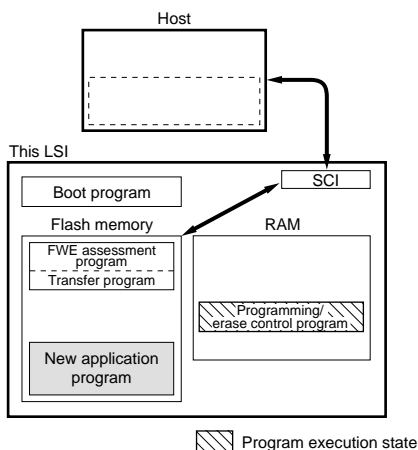 Host
This LSI
Boot program
SCI
Flash memory
RAM
FWE assessment
program
Transfer program
Programming/
erase control program
New application
program
Program execution state